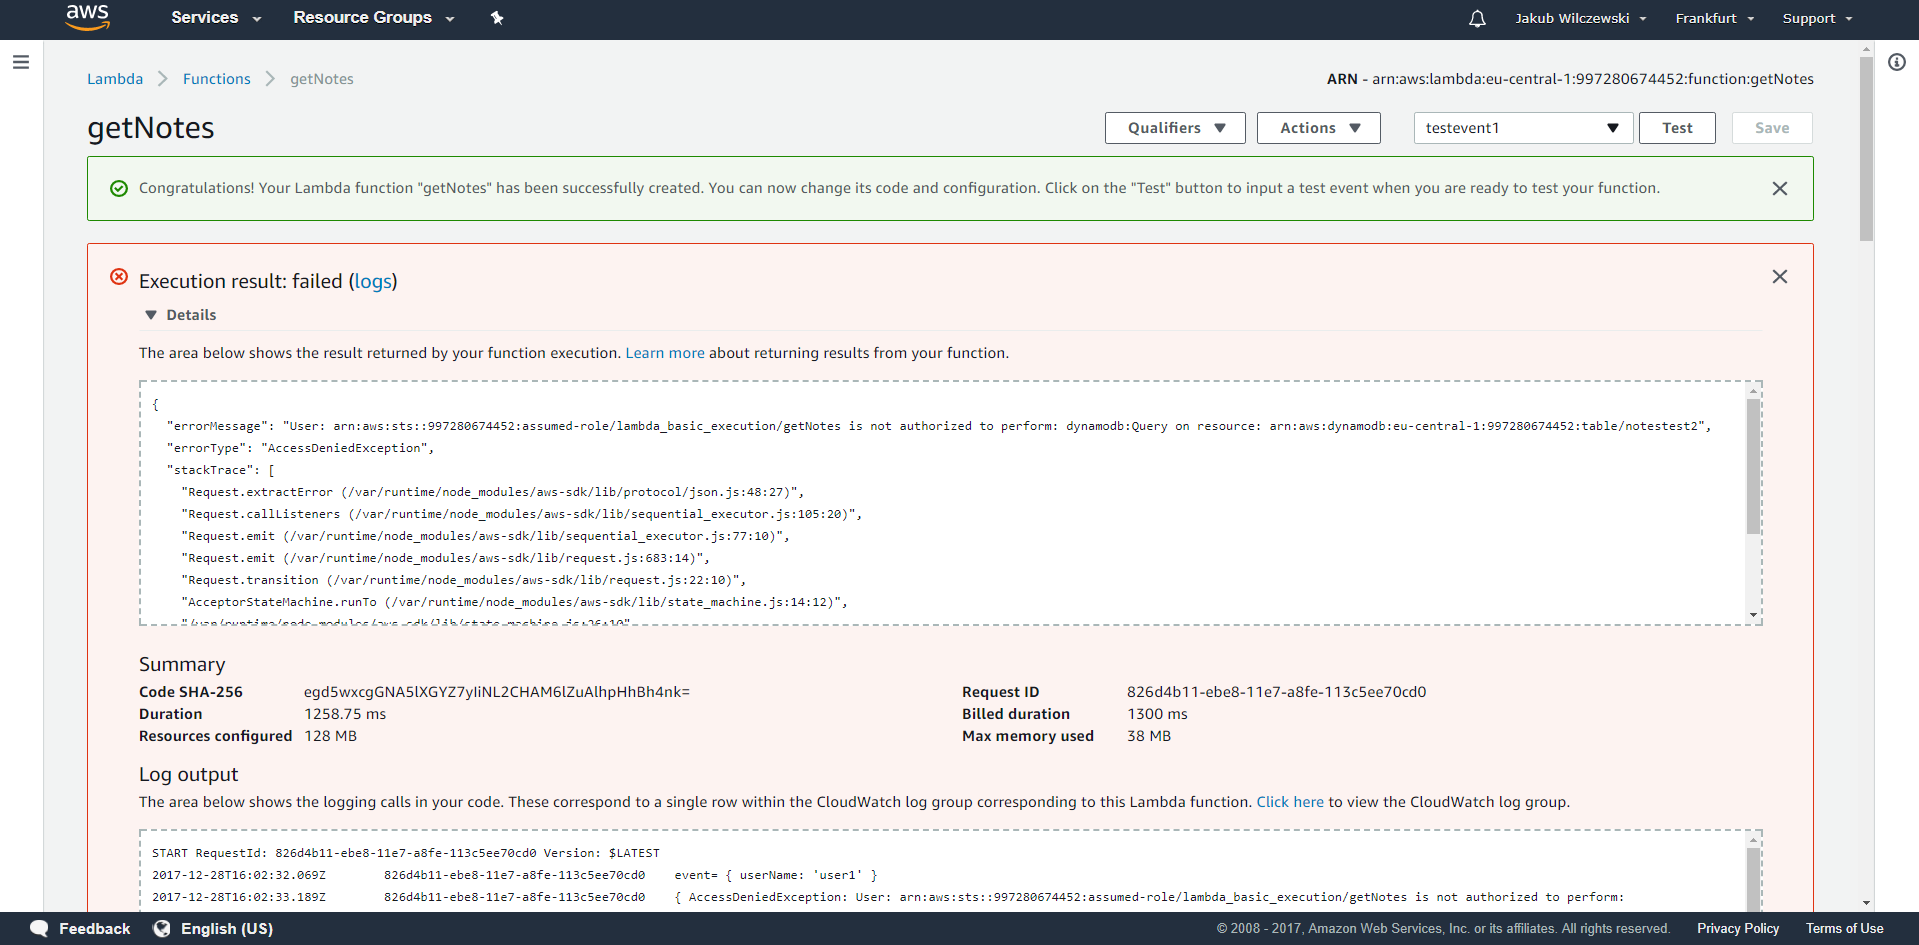 aws Services Resource Groups Jakub Wilczewski Frankfurt Support
Lambda Functions getNotes ARN - arn:aws:lambda:eu-central-1:997280674452:function:getNotes
getNotes Qualifiers Actions testevent1 Test Save
Congratulations! Your Lambda function "getNotes" has been successfully created. You can now change its code and configuration. Click on the "Test" button to input a test event when you are ready to test your function.
Execution result: failed (logs)
Details
The area below shows the result returned by your function execution. Learn more about returning results from your function.
{
"errorMessage": "User: arn:aws:sts::997280674452:assumed-role/lambda_basic_execution/getNotes is not authorized to perform: dynamodb:Query on resource: arn:aws:dynamodb:eu-central-1:997280674452:table/notestest2",
"errorType": "AccessDeniedException",
"stackTrace": [
"Request.extractError (/var/runtime/node_modules/aws-sdk/lib/protocol/json.js:48:27)",
"Request.callListeners (/var/runtime/node_modules/aws-sdk/lib/sequential_executor.js:105:20)",
"Request.emit (/var/runtime/node_modules/aws-sdk/lib/sequential_executor.js:77:10)",
"Request.emit (/var/runtime/node_modules/aws-sdk/lib/request.js:683:14)",
"Request.transition (/var/runtime/node_modules/aws-sdk/lib/request.js:22:10)",
"AcceptorStateMachine.runTo (/var/runtime/node_modules/aws-sdk/lib/state_machine.js:14:12)",
"/var/runtime/node_modules/aws-sdk/lib/state_machine.js:26:10"
Summary
Code SHA-256 egd5wxcgGNA5lXGYZ7yIiNL2CHAM6lZuAlhpHhBh4nk= Request ID 826d4b11-ebe8-11e7-a8fe-113c5ee70cd0
Duration 1258.75 ms Billed duration 1300 ms
Resources configured 128 MB Max memory used 38 MB
Log output
The area below shows the logging calls in your code. These correspond to a single row within the CloudWatch log group corresponding to this Lambda function. Click here to view the CloudWatch log group.
START RequestId: 826d4b11-ebe8-11e7-a8fe-113c5ee70cd0 Version: $LATEST
2017-12-28T16:02:32.069Z 826d4b11-ebe8-11e7-a8fe-113c5ee70cd0 event= { userName: 'user1' }
2017-12-28T16:02:33.189Z 826d4b11-ebe8-11e7-a8fe-113c5ee70cd0 { AccessDeniedException: User: arn:aws:sts::997280674452:assumed-role/lambda_basic_execution/getNotes is not authorized to perform:
Feedback English (US) © 2008 - 2017, Amazon Web Services, Inc. or its affiliates. All rights reserved. Privacy Policy Terms of Use